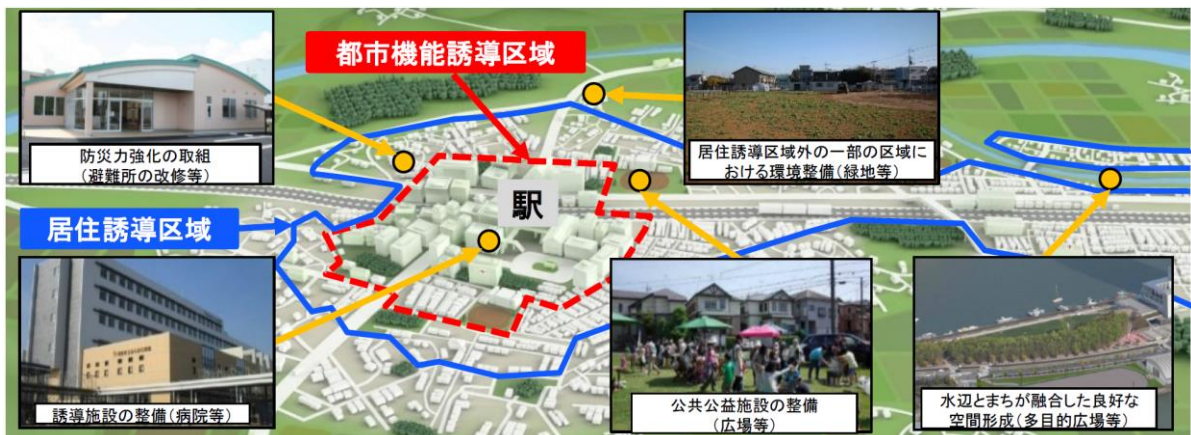 都市機能誘導区域
防災力強化の取組
(避難所の改修等)
居住誘導区域外の一部の区域に
おける環境整備(緑地等)
駅
居住誘導区域
誘導施設の整備(病院等)
公共公益施設の整備
(広場等)
水辺とまちが融合した良好な
空間形成(多目的広場等)